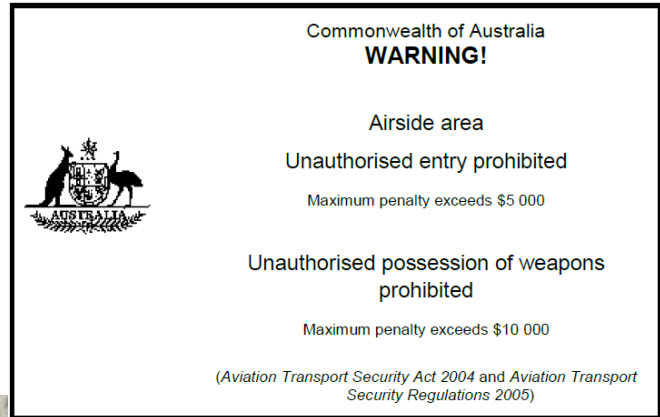 Commonwealth of Australia
WARNING!
Airside area
Unauthorised entry prohibited
Maximum penalty exceeds $5 000
AUSTRALIA
Unauthorised possession of weapons
prohibited
Maximum penalty exceeds $10 000
(Aviation Transport Security Act 2004 and Aviation Transport
Security Regulations 2005)